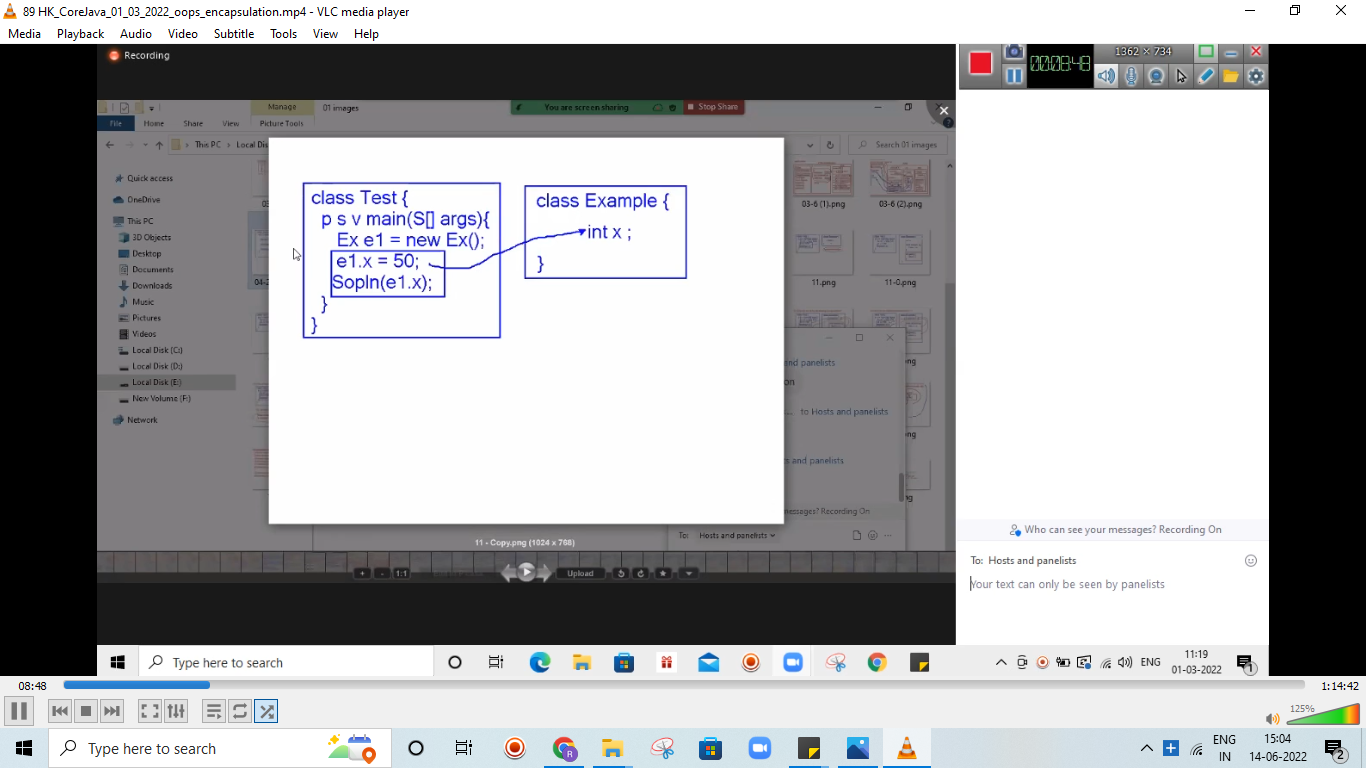 89 HK_CoreJava_01_03_2022_oops_encapsulation.mp4 - VLC media player
Media Playback Audio Video Subtitle Tools View Help
Recording
1362 × 734
00:08:48
Manage
01 images
You are screen sharing
Stop Share
File Home Share View Picture Tools
This PC
Local Dis
Search 01 images
Quick access
OneDrive
This PC
3D Objects
Desktop
Documents
Downloads
Music
Pictures
Videos
Local Disk (C:)
Local Disk (D:)
Local Disk (E:)
New Volume (F:)
Network
class Test {
p s v main(S[] args){
Ex e1 = new Ex();
e1.x = 50;
Sopln(e1.x);
}
}
class Example {
int x ;
}
03-6 (1).png
03-6 (2).png
11.png
11-0.png
nd panelists
on
to Hosts and panelists
ts and panelists
messages? Recording On
To: Hosts and panelists
11 - Copy.png (1024 x 768)
1:1
Upload
Who can see your messages? Recording On
To: Hosts and panelists
Your text can only be seen by panelists
Type here to search
ENG
11:19
01-03-2022
1
08:48
1:14:42
125%
Type here to search
ENG
IN
15:04
14-06-2022
2